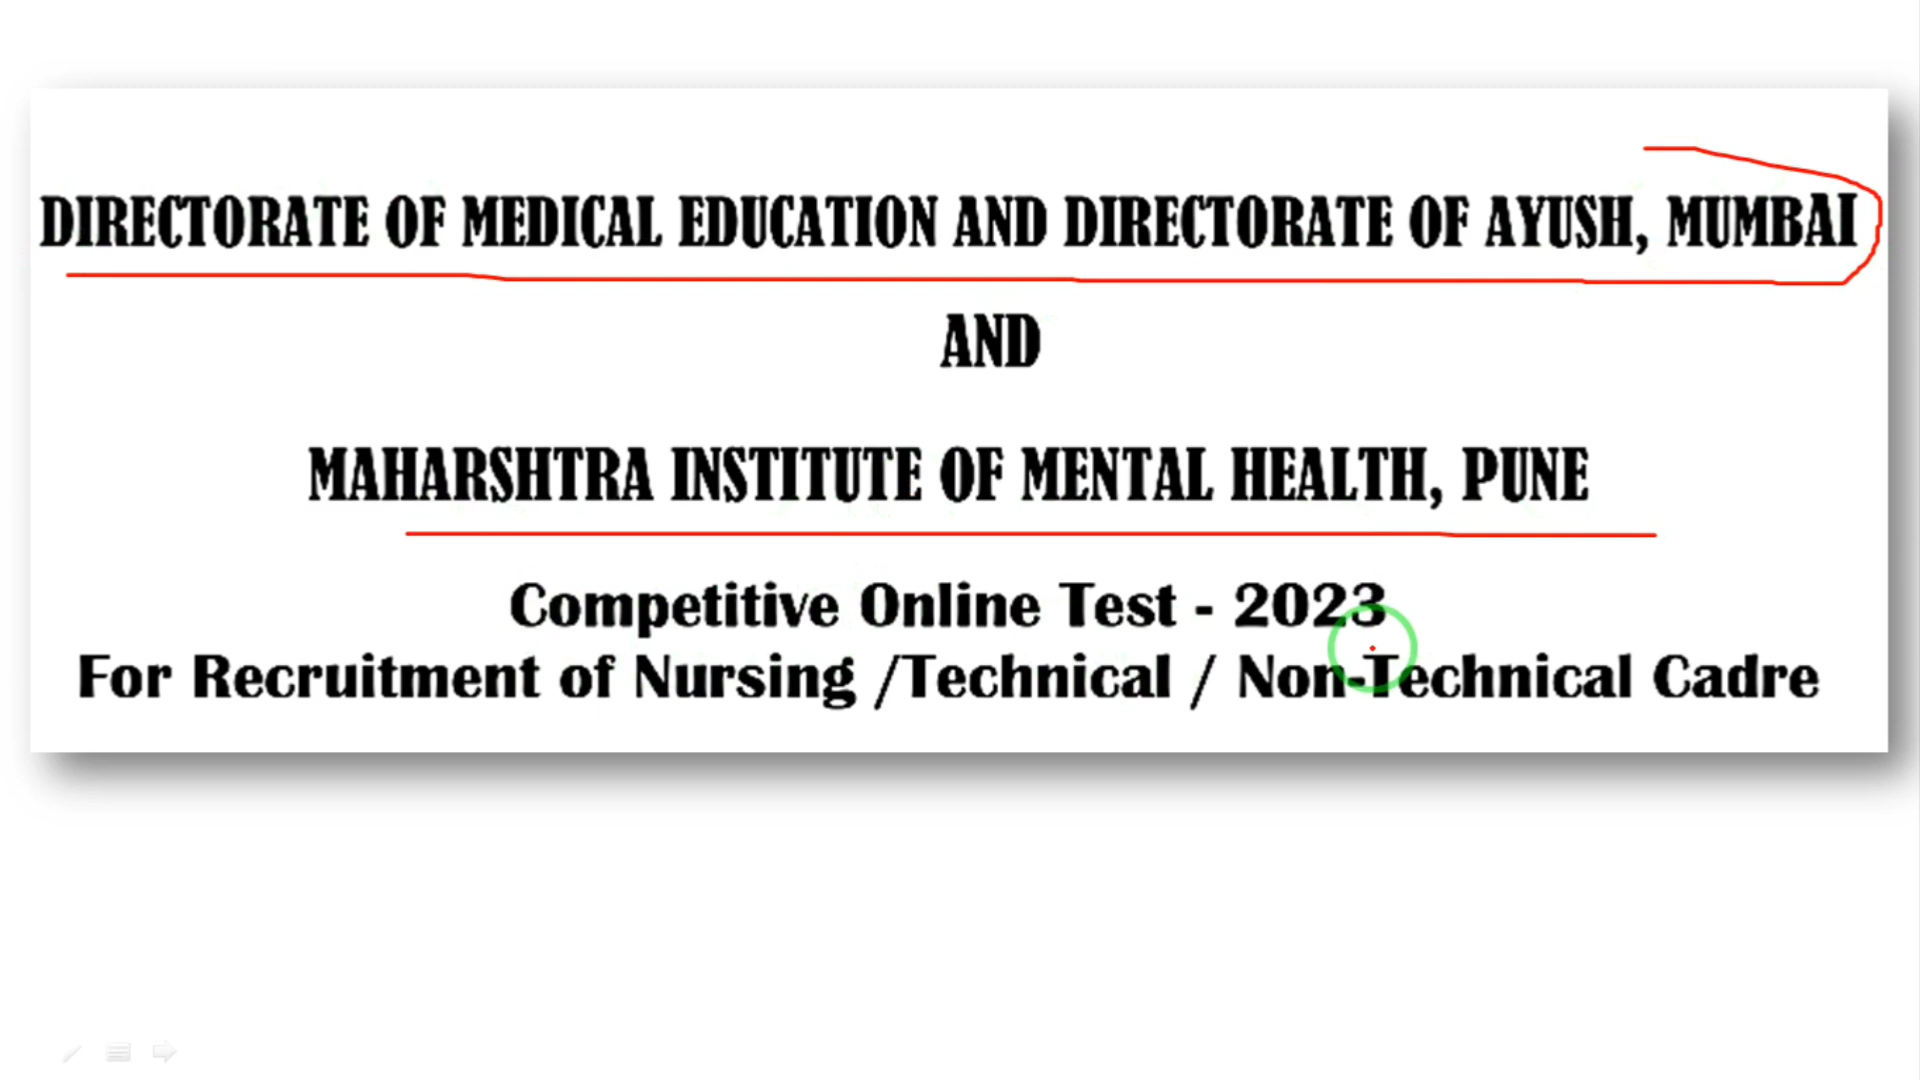 DIRECTORATE OF MEDICAL EDUCATION AND DIRECTORATE OF AYUSH, MUMBAI
AND
MAHARSHTRA INSTITUTE OF MENTAL HEALTH, PUNE
Competitive Online Test - 2023
For Recruitment of Nursing /Technical / Non-Technical Cadre